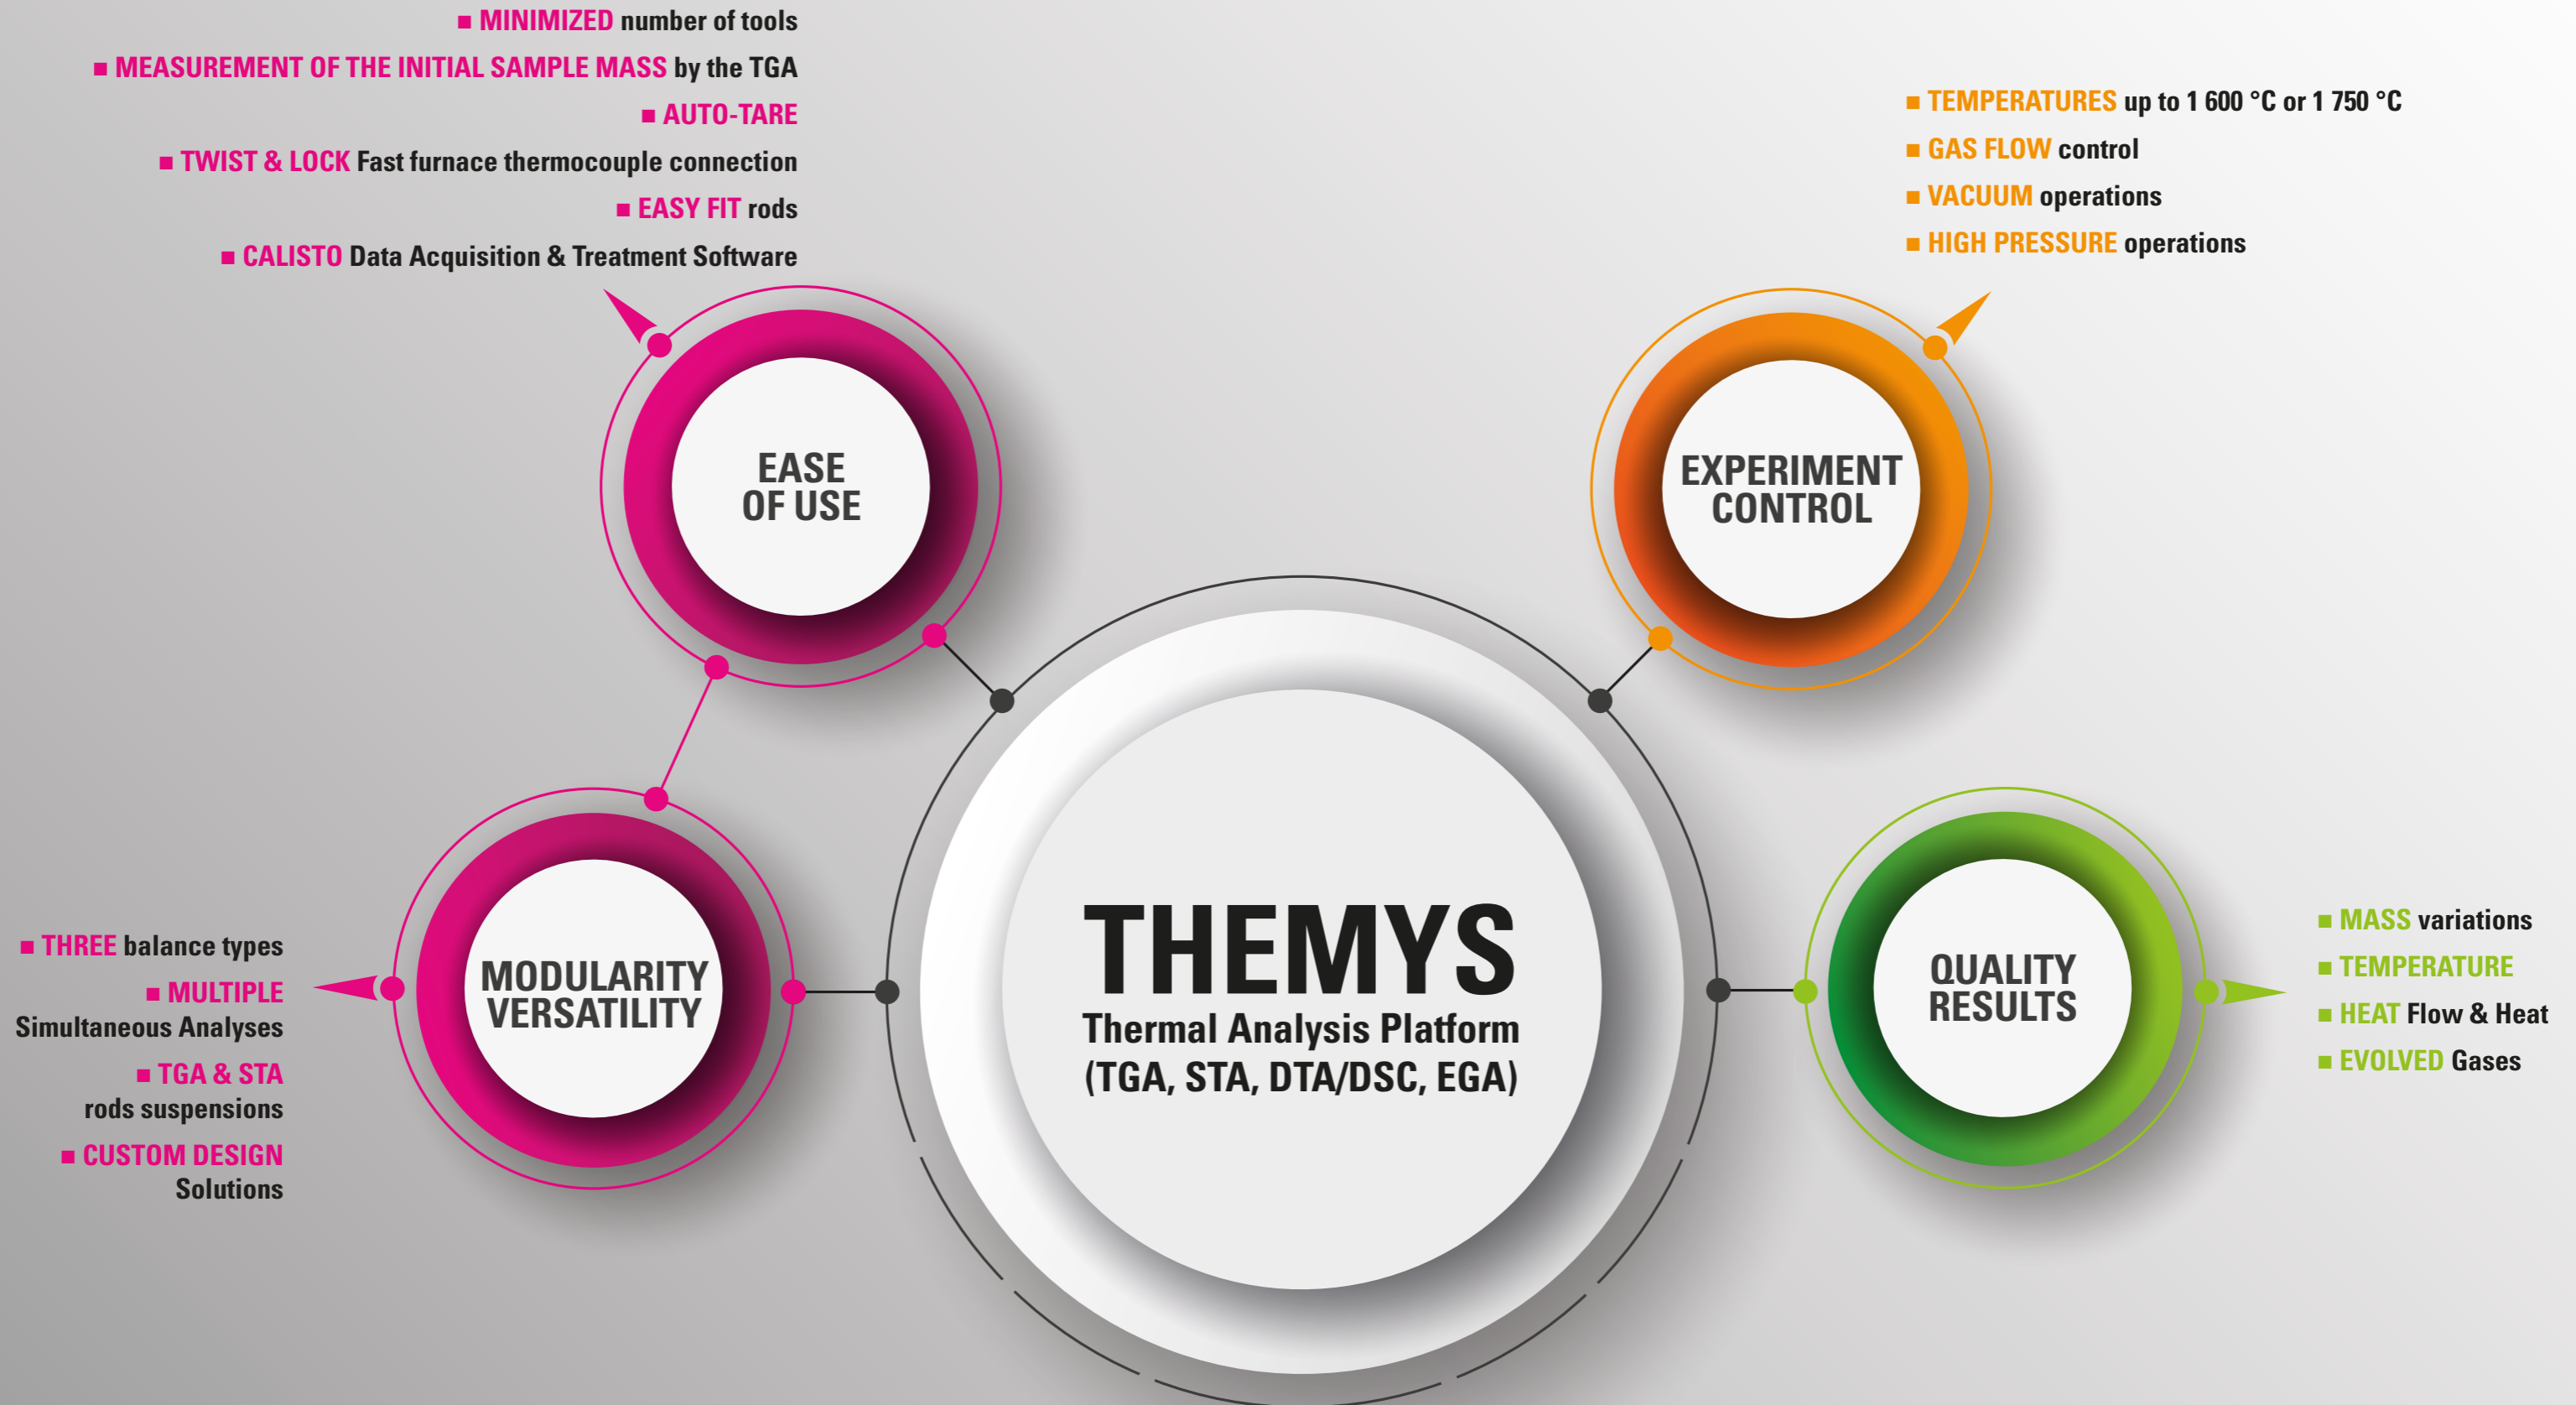 ■ MINIMIZED number of tools
■ MEASUREMENT OF THE INITIAL SAMPLE MASS by the TGA
■ AUTO-TARE
■ TWIST & LOCK Fast furnace thermocouple connection
■ EASY FIT rods
■ CALISTO Data Acquisition & Treatment Software
■ TEMPERATURES up to 1 600 °C or 1 750 °C
■ GAS FLOW control
■ VACUUM operations
■ HIGH PRESSURE operations
EASE
OF USE
EXPERIMENT
CONTROL
■ THREE balance types
■ MULTIPLE
Simultaneous Analyses
■ TGA & STA
rods suspensions
■ CUSTOM DESIGN
Solutions
MODULARITY
VERSATILITY
THEMYS
Thermal Analysis Platform
(TGA, STA, DTA/DSC, EGA)
QUALITY
RESULTS
■ MASS variations
■ TEMPERATURE
■ HEAT Flow & Heat
■ EVOLVED Gases